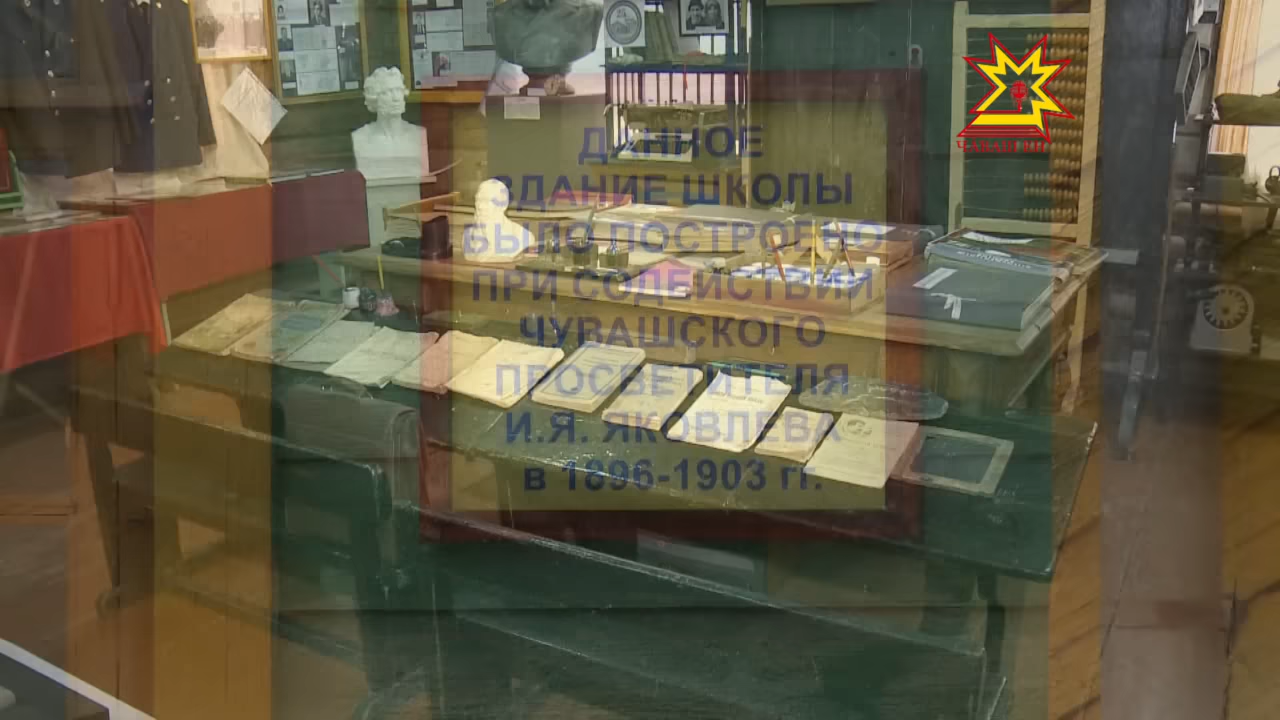 ДАННОЕ
ЗДАНИЕ ШКОЛЫ
БЫЛО ПОСТРОЕНО
ПРИ СОДЕЙСТВИИ
ЧУВАШСКОГО
ПРОСВЕТИТЕЛЯ
И.Я. ЯКОВЛЕВА
в 1896-1903 гг.